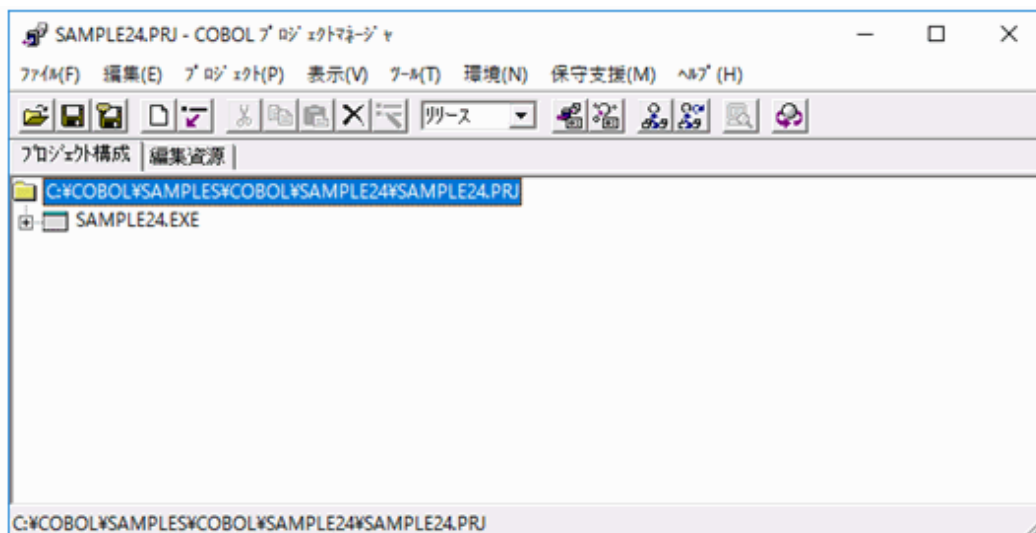 SAMPLE24.PRJ - COBOL プロジェクトマネージャ
ファイル(F) 編集(E) プロジェクト(P) 表示(V) ツール(T) 環境(N) 保守支援(M) ヘルプ(H)
リリース
プロジェクト構成 編集資源
C:¥COBOL¥SAMPLES¥COBOL¥SAMPLE24¥SAMPLE24.PRJ
SAMPLE24.EXE
C:¥COBOL¥SAMPLES¥COBOL¥SAMPLE24¥SAMPLE24.PRJ